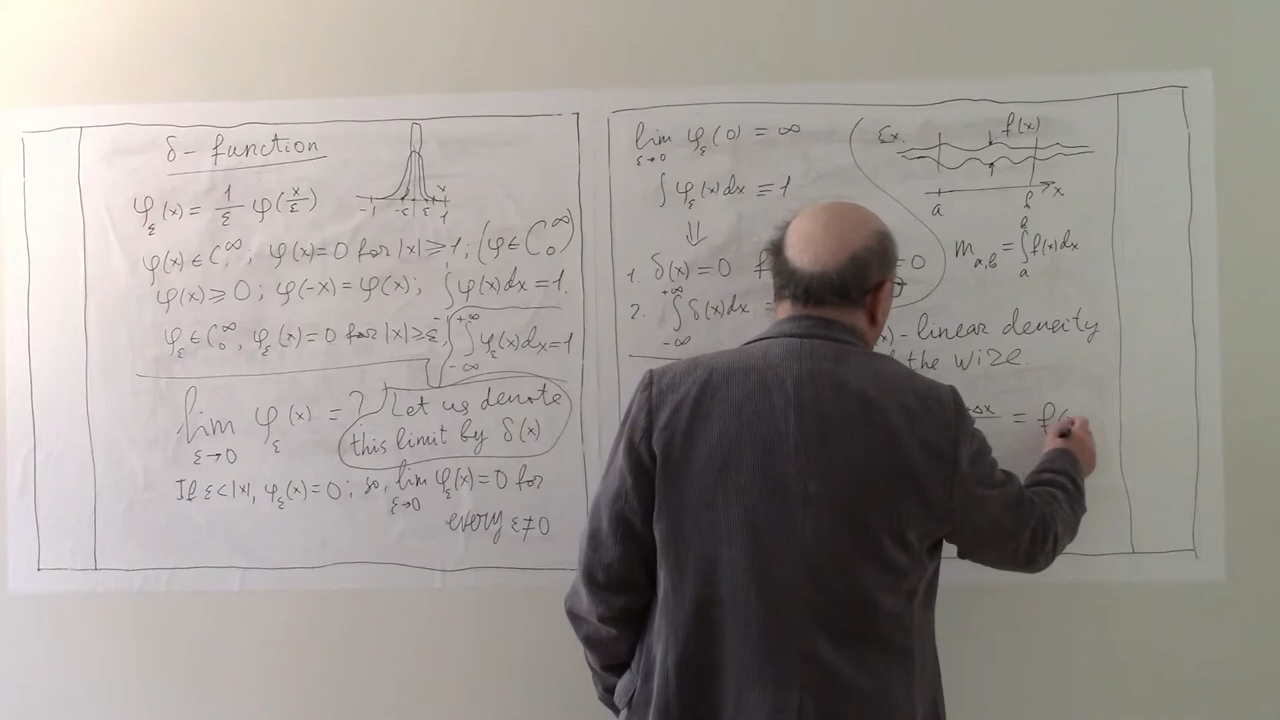 δ - function
φ_ε(x) = 1/ε φ(x/ε)
-1 -ε ε 1 x
φ(x) ∈ C^∞; φ(x)=0 for |x| ≥ 1; (φ ∈ C_0^∞)
φ(x) ≥ 0; φ(-x) = φ(x); ∫φ(x)dx = 1.
φ_ε ∈ C_0^∞, φ_ε(x)=0 for |x| ≥ ε, ∫_{-∞}^{+∞} φ_ε(x)dx = 1
lim_{ε→0} φ_ε(x) = ?
Let us denote
this limit by δ(x)
If ε<|x|, φ_ε(x)=0; so, lim_{ε→0} φ_ε(x)=0 for
every ε≠0
lim_{ε→0} φ_ε(0) = ∞
∫φ_ε(x)dx ≡ 1
⇓
1. δ(x) = 0 f
= 0
2. ∫_{-∞}^{+∞} δ(x)dx =
Ex.
f(x)
a b x
m_{a,b} = ∫_a^b f(x)dx
x) - linear density
the wize.
Δx = f(